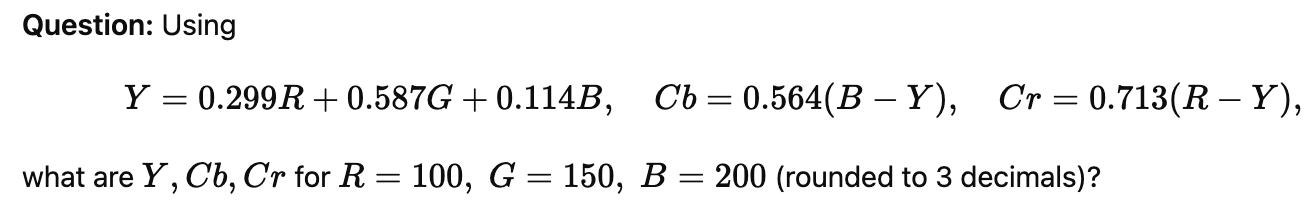 Question: Using
Y = 0.299R + 0.587G + 0.114B, Cb = 0.564(B − Y), Cr = 0.713(R − Y),
what are Y, Cb, Cr for R = 100, G = 150, B = 200 (rounded to 3 decimals)?